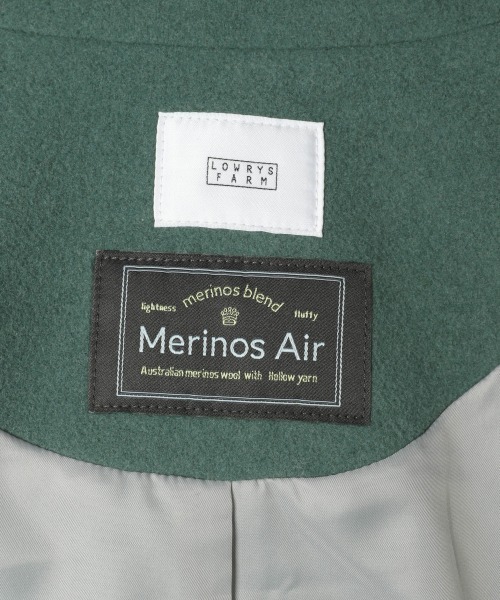 LOWRYS
FARM
merinos blend
lightness
fluffy
Merinos Air
Australian merinos wool with Hollow yarn